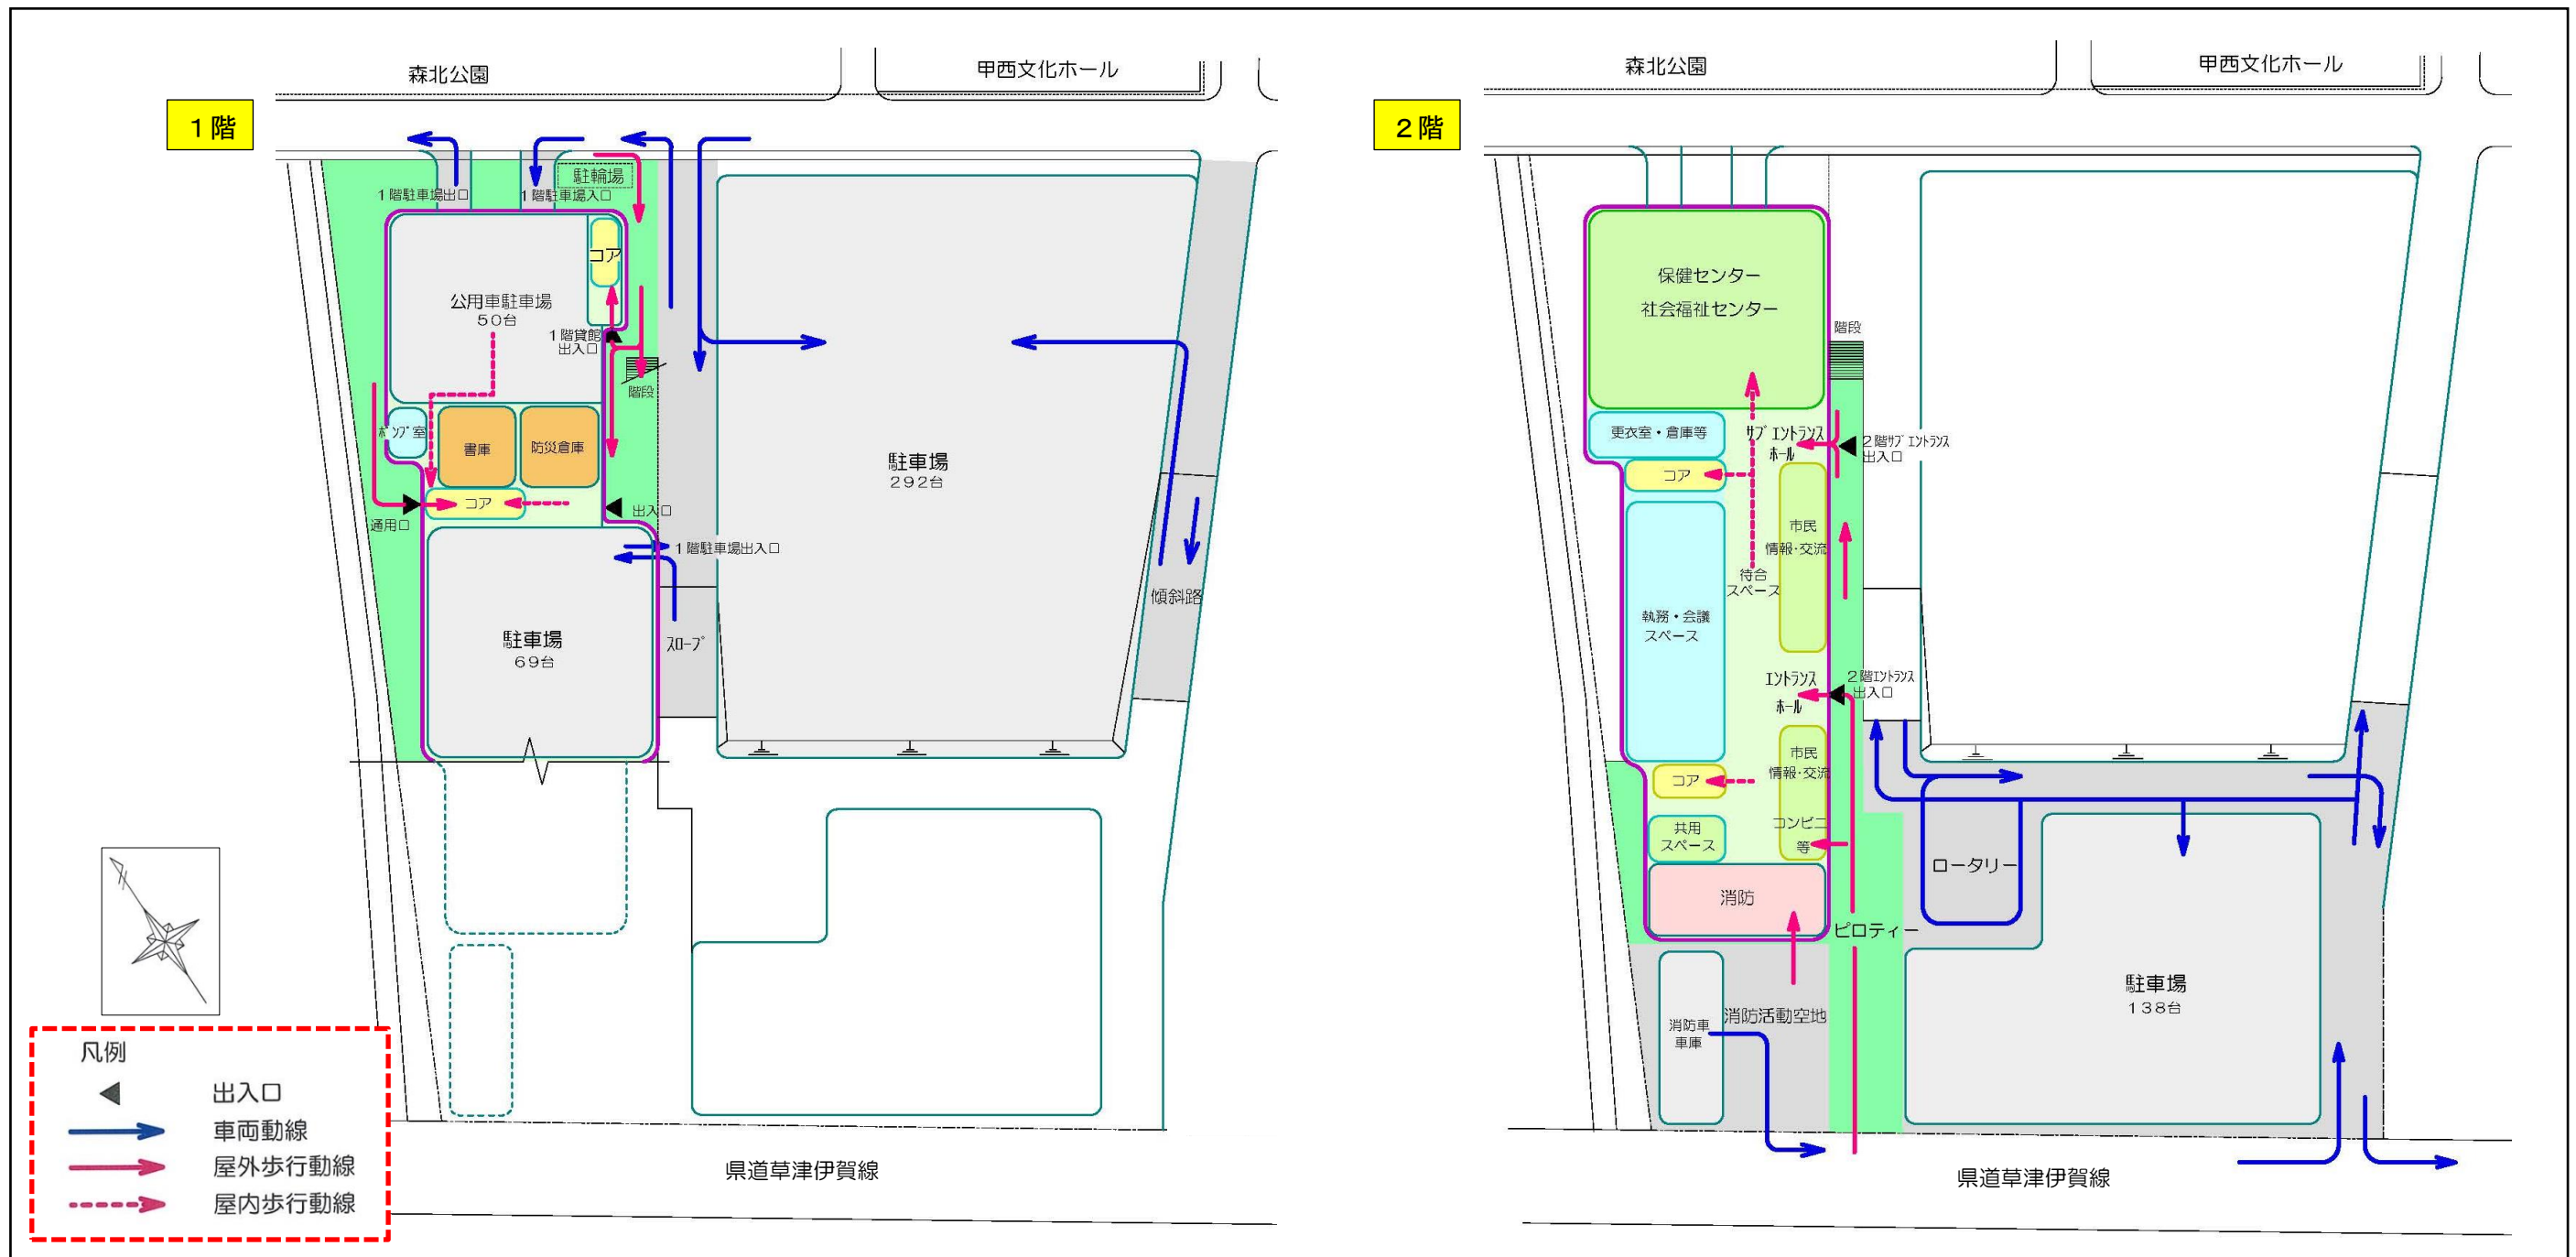 森北公園
甲西文化ホール
1階
1階駐車場出口
1階駐車場入口
駐輪場
コア
公用車駐車場
50台
1階貸館
出入口
階段
ポンプ室
書庫
防災倉庫
コア
通用口
出入口
1階駐車場出入口
駐車場
292台
駐車場
69台
スロープ
傾斜路
県道草津伊賀線
凡例
出入口
車両動線
屋外歩行動線
屋内歩行動線
森北公園
甲西文化ホール
2階
保健センター
社会福祉センター
階段
更衣室・倉庫等
サブエントランス
ホール
2階サブエントランス
出入口
コア
市民
情報・交流
待合
スペース
執務・会議
スペース
エントランス
ホール
2階エントランス
出入口
市民
情報・交流
コア
共用
スペース
コンビニ
等
消防
ロータリー
ピロティー
駐車場
138台
消防車
車庫
消防活動空地
県道草津伊賀線